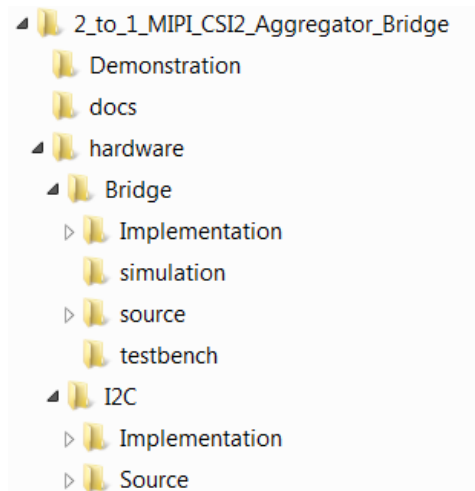 2_to_1_MIPI_CSI2_Aggregator_Bridge
Demonstration
docs
hardware
Bridge
Implementation
simulation
source
testbench
I2C
Implementation
Source